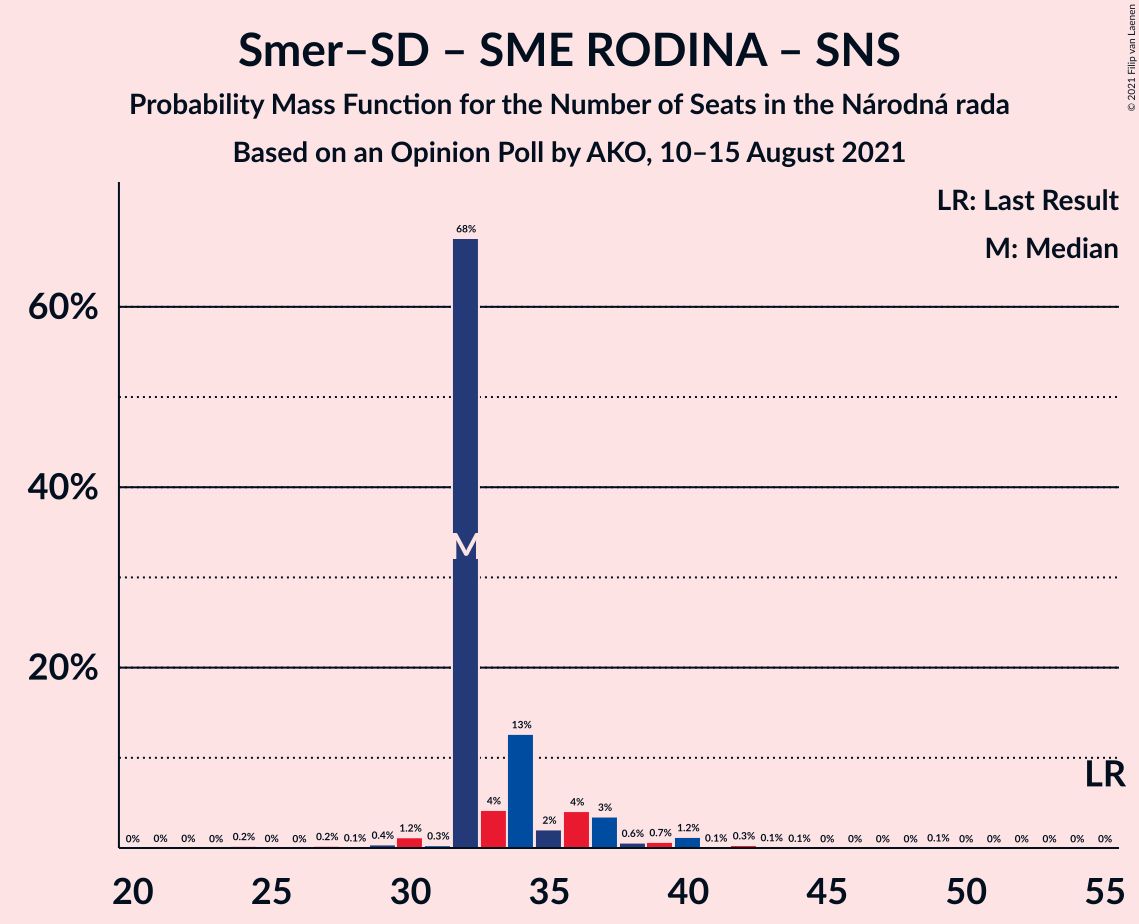 © 2021 Filip van Laenen
Smer–SD – SME RODINA – SNS
Probability Mass Function for the Number of Seats in the Národná rada
Based on an Opinion Poll by AKO, 10–15 August 2021
LR: Last Result
M: Median
60%
40%
20%
68%
M
13%
LR
0% 0% 0% 0% 0.2% 0% 0% 0.2% 0.1% 0.4% 1.2% 0.3% 4% 2% 4% 3% 0.6% 0.7% 1.2% 0.1% 0.3% 0.1% 0.1% 0% 0% 0% 0% 0.1% 0% 0% 0% 0% 0% 0%
20 25 30 35 40 45 50 55